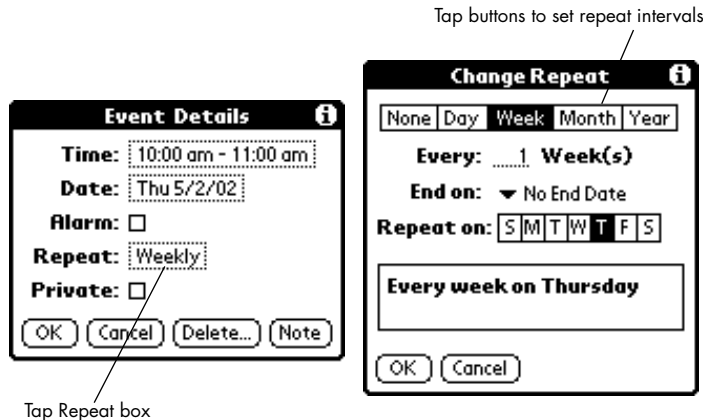 Tap buttons to set repeat intervals
Event Details
Time: 10:00 am - 11:00 am
Date: Thu 5/2/02
Alarm:
Repeat: Weekly
Private:
OK Cancel Delete... Note
Tap Repeat box
Change Repeat
None Day Week Month Year
Every: 1 Week(s)
End on: No End Date
Repeat on: S M T W T F S
Every week on Thursday
OK Cancel